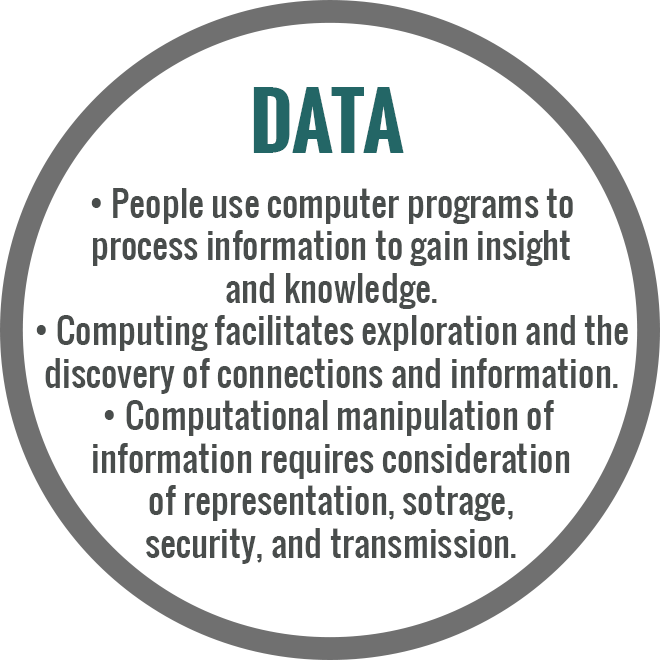 DATA
• People use computer programs to
process information to gain insight
and knowledge.
• Computing facilitates exploration and the
discovery of connections and information.
• Computational manipulation of
information requires consideration
of representation, sotrage,
security, and transmission.